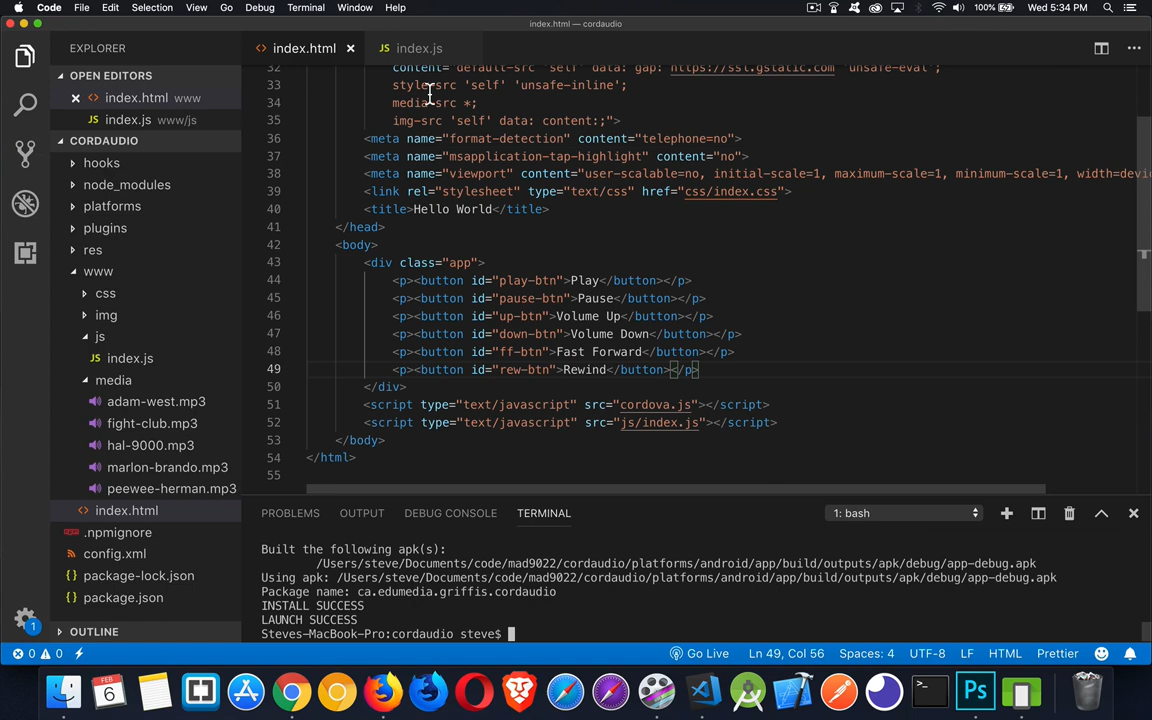 Code File Edit Selection View Go Debug Terminal Window Help 100% Wed 5:34 PM
index.html — cordaudio
EXPLORER
index.html
JS index.js
OPEN EDITORS
index.html www
JS index.js www/js
CORDAUDIO
hooks
node_modules
platforms
plugins
res
www
css
img
js
JS index.js
media
adam-west.mp3
fight-club.mp3
hal-9000.mp3
marlon-brando.mp3
peewee-herman.mp3
index.html
.npmignore
config.xml
package-lock.json
package.json
OUTLINE
32 content="default-src 'self' data: gap: https://ssl.gstatic.com 'unsafe-eval';
33 style-src 'self' 'unsafe-inline';
34 media-src *;
35 img-src 'self' data: content:;">
36 <meta name="format-detection" content="telephone=no">
37 <meta name="msapplication-tap-highlight" content="no">
38 <meta name="viewport" content="user-scalable=no, initial-scale=1, maximum-scale=1, minimum-scale=1, width=devi
39 <link rel="stylesheet" type="text/css" href="css/index.css">
40 <title>Hello World</title>
41 </head>
42 <body>
43 <div class="app">
44 <p><button id="play-btn">Play</button></p>
45 <p><button id="pause-btn">Pause</button></p>
46 <p><button id="up-btn">Volume Up</button></p>
47 <p><button id="down-btn">Volume Down</button></p>
48 <p><button id="ff-btn">Fast Forward</button></p>
49 <p><button id="rew-btn">Rewind</button></p>
50 </div>
51 <script type="text/javascript" src="cordova.js"></script>
52 <script type="text/javascript" src="js/index.js"></script>
53 </body>
54 </html>
55
PROBLEMS OUTPUT DEBUG CONSOLE TERMINAL 1: bash
Built the following apk(s):
/Users/steve/Documents/code/mad9022/cordaudio/platforms/android/app/build/outputs/apk/debug/app-debug.apk
Using apk: /Users/steve/Documents/code/mad9022/cordaudio/platforms/android/app/build/outputs/apk/debug/app-debug.apk
Package name: ca.edumedia.griffis.cordaudio
INSTALL SUCCESS
LAUNCH SUCCESS
Steves-MacBook-Pro:cordaudio steve$
1
0 0 Go Live Ln 49, Col 56 Spaces: 4 UTF-8 LF HTML Prettier
FEB
6
Ps